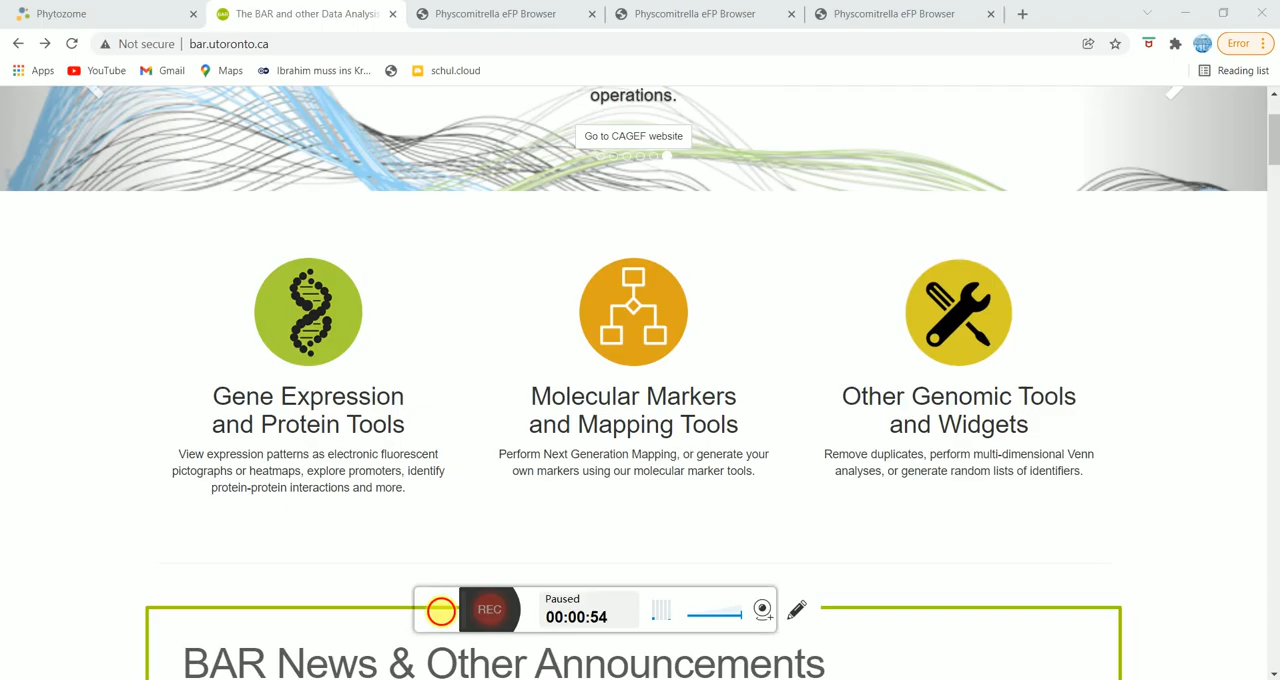 Phytozome
The BAR and other Data Analysis
Physcomitrella eFP Browser
Physcomitrella eFP Browser
Physcomitrella eFP Browser
Not secure
bar.utoronto.ca
Error
Apps
YouTube
Gmail
Maps
Ibrahim muss ins Kr...
schul.cloud
Reading list
operations.
Go to CAGEF website
Gene Expression
and Protein Tools
View expression patterns as electronic fluorescent
pictographs or heatmaps, explore promoters, identify
protein-protein interactions and more.
Molecular Markers
and Mapping Tools
Perform Next Generation Mapping, or generate your
own markers using our molecular marker tools.
Other Genomic Tools
and Widgets
Remove duplicates, perform multi-dimensional Venn
analyses, or generate random lists of identifiers.
REC
Paused
00:00:54
BAR News & Other Announcements